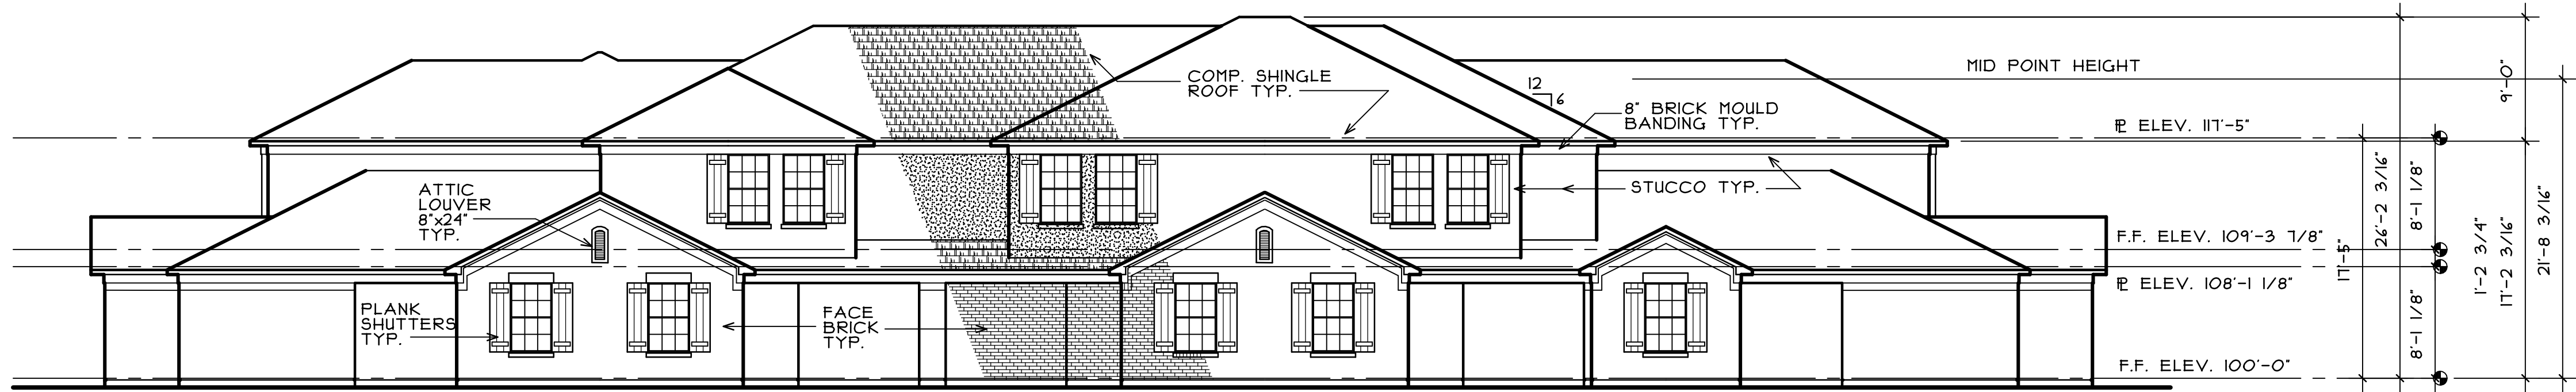 COMP. SHINGLE
ROOF TYP.
12
6
8" BRICK MOULD
BANDING TYP.
MID POINT HEIGHT
9'-0"
PL ELEV. 117'-5"
ATTIC
LOUVER
8"x24"
TYP.
STUCCO TYP.
F.F. ELEV. 109'-3 7/8"
PL ELEV. 108'-1 1/8"
17'-5"
26'-2 3/16"
8'-1 1/8"
1'-2 3/4"
17'-2 3/16"
21'-8 3/16"
PLANK
SHUTTERS
TYP.
FACE
BRICK
TYP.
8'-1 1/8"
F.F. ELEV. 100'-0"